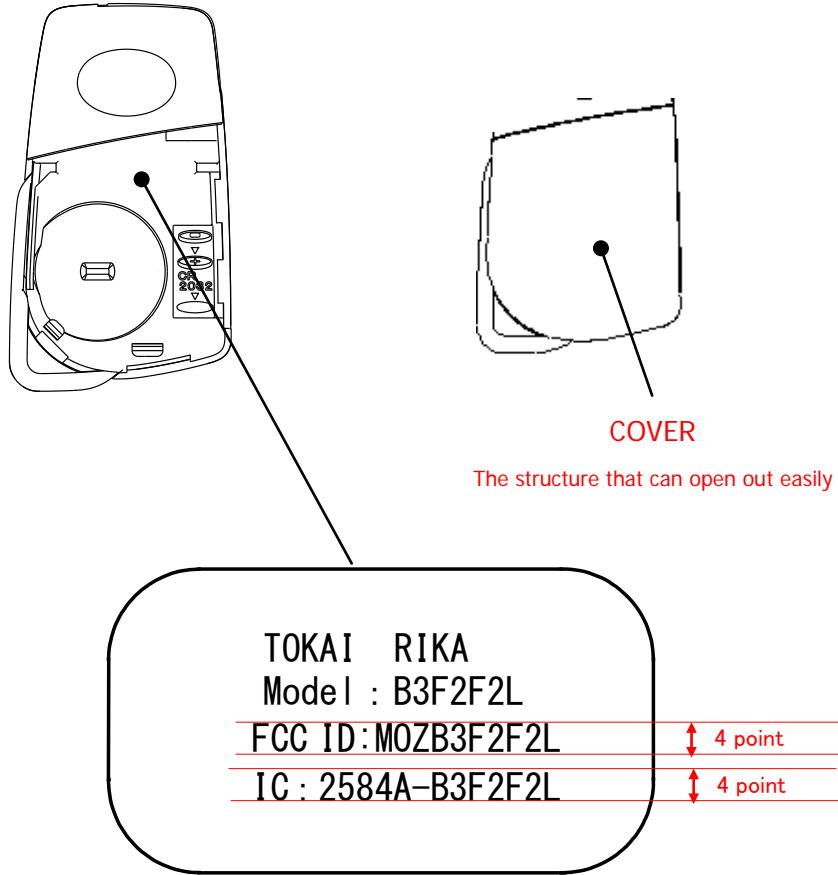 CR
2032
COVER
The structure that can open out easily
TOKAI RIKA
Model : B3F2F2L
FCC ID:MOZB3F2F2L
4 point
IC : 2584A-B3F2F2L
4 point